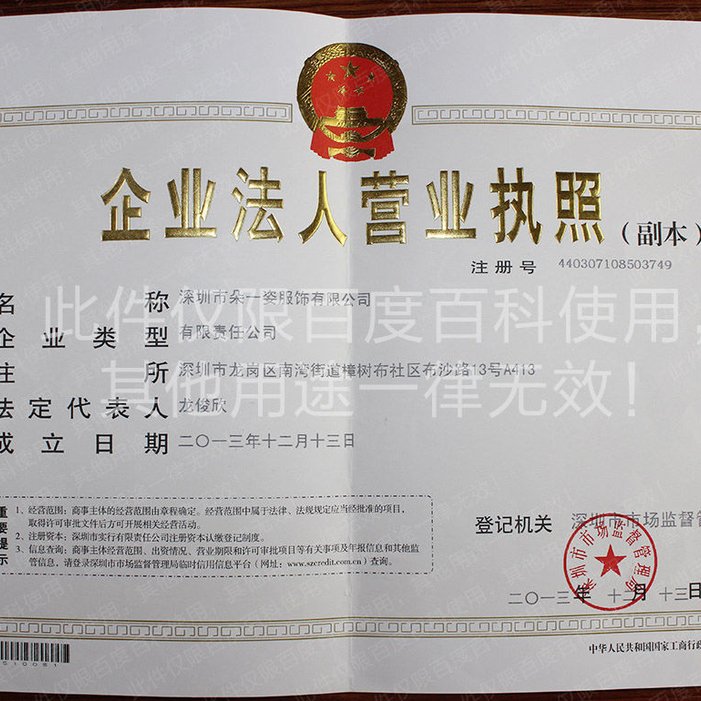 企业法人营业执照(副本)
注册号 440307108503749
名称 深圳市朵一姿服饰有限公司
企业类型 有限责任公司
住所 深圳市龙岗区南湾街道樟树布社区布沙路13号A413
法定代表人 龙俊欣
成立日期 二〇一三年十二月十三日
此件仅限百度百科使用,
其他用途一律无效!
重要提示
1、经营范围:商事主体的经营范围由章程确定。经营范围中属于法律、法规规定应当经批准的项目,
取得许可审批文件后方可开展相关经营活动。
2、注册资本:深圳市实行有限责任公司注册资本认缴登记制度。
3、信息查询:商事主体经营范围、出资情况、营业期限和许可审批项目等有关事项及年报信息和其他监
管信息,请登录深圳市市场监督管理局临时信用信息平台(网址:www.szcredit.com.cn)查询。
登记机关 深圳市市场监督管
深圳市市场监督管理局
二〇一三年十二月十三日
中华人民共和国国家工商行政